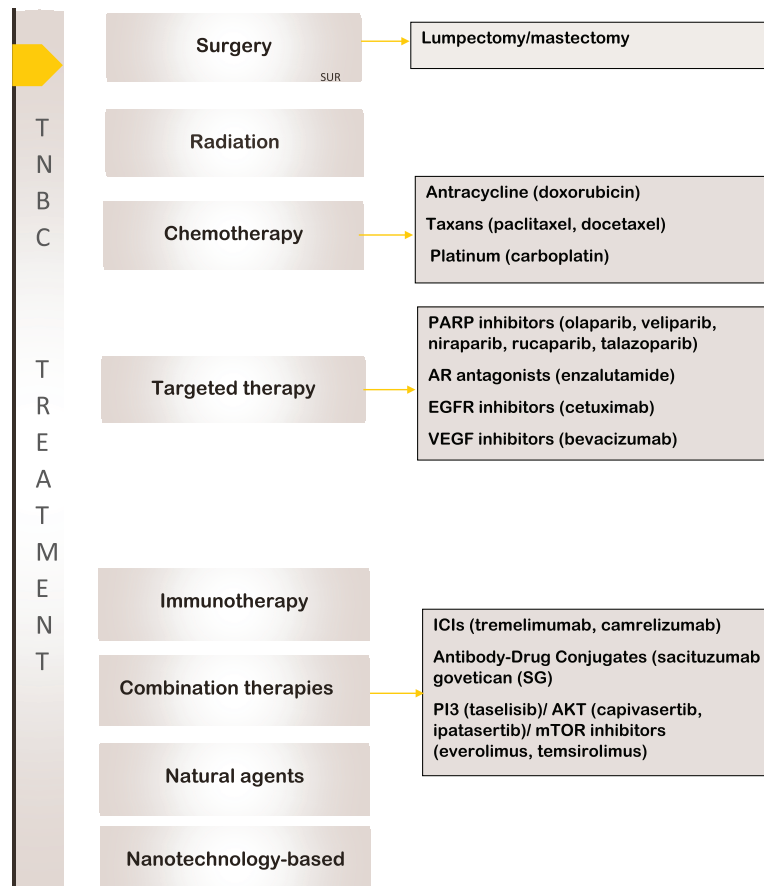 TNBC TREATMENT
Surgery
SUR
Lumpectomy/mastectomy
Radiation
Chemotherapy
Antracycline (doxorubicin)
Taxans (paclitaxel, docetaxel)
Platinum (carboplatin)
Targeted therapy
PARP inhibitors (olaparib, veliparib,
niraparib, rucaparib, talazoparib)
AR antagonists (enzalutamide)
EGFR inhibitors (cetuximab)
VEGF inhibitors (bevacizumab)
Immunotherapy
Combination therapies
ICIs (tremelimumab, camrelizumab)
Antibody-Drug Conjugates (sacituzumab
govetican (SG)
PI3 (taselisib)/ AKT (capivasertib,
ipatasertib)/ mTOR inhibitors
(everolimus, temsirolimus)
Natural agents
Nanotechnology-based